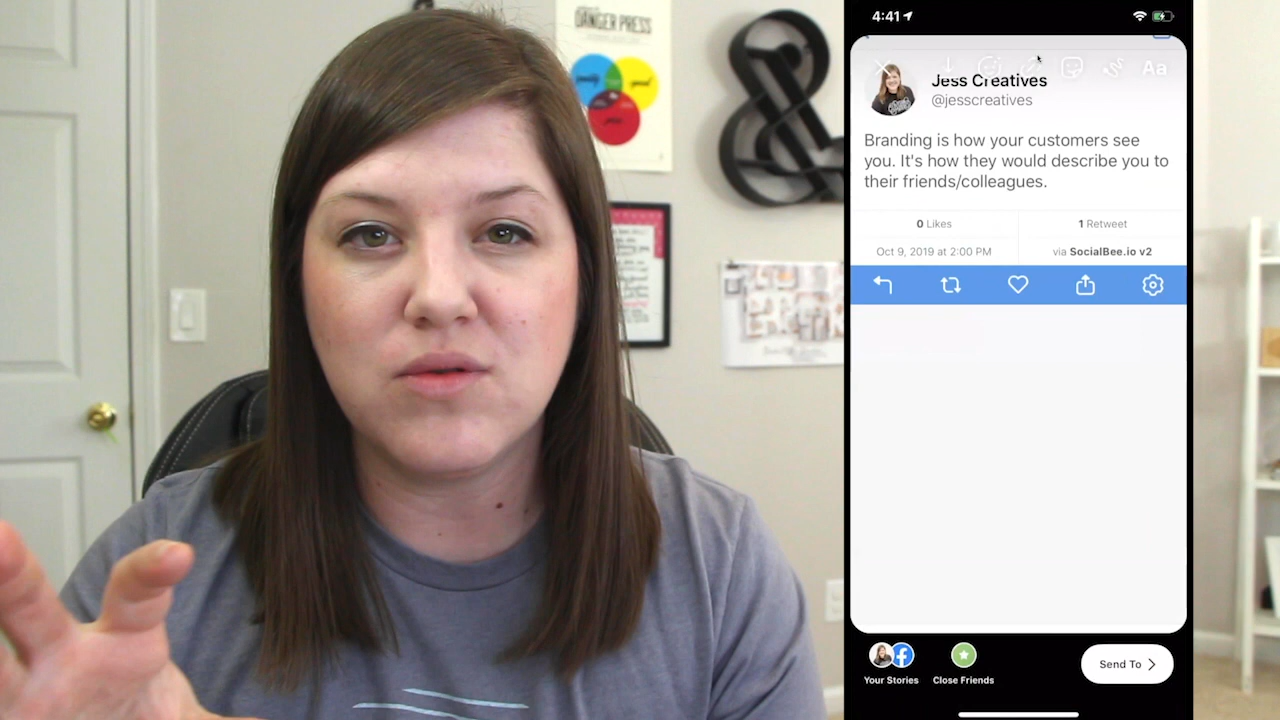 DANGER PRESS
4:41
Aa
Jess Creatives
@jesscreatives
Branding is how your customers see
you. It's how they would describe you to
their friends/colleagues.
0 Likes
1 Retweet
Oct 9, 2019 at 2:00 PM
via SocialBee.io v2
Your Stories
Close Friends
Send To